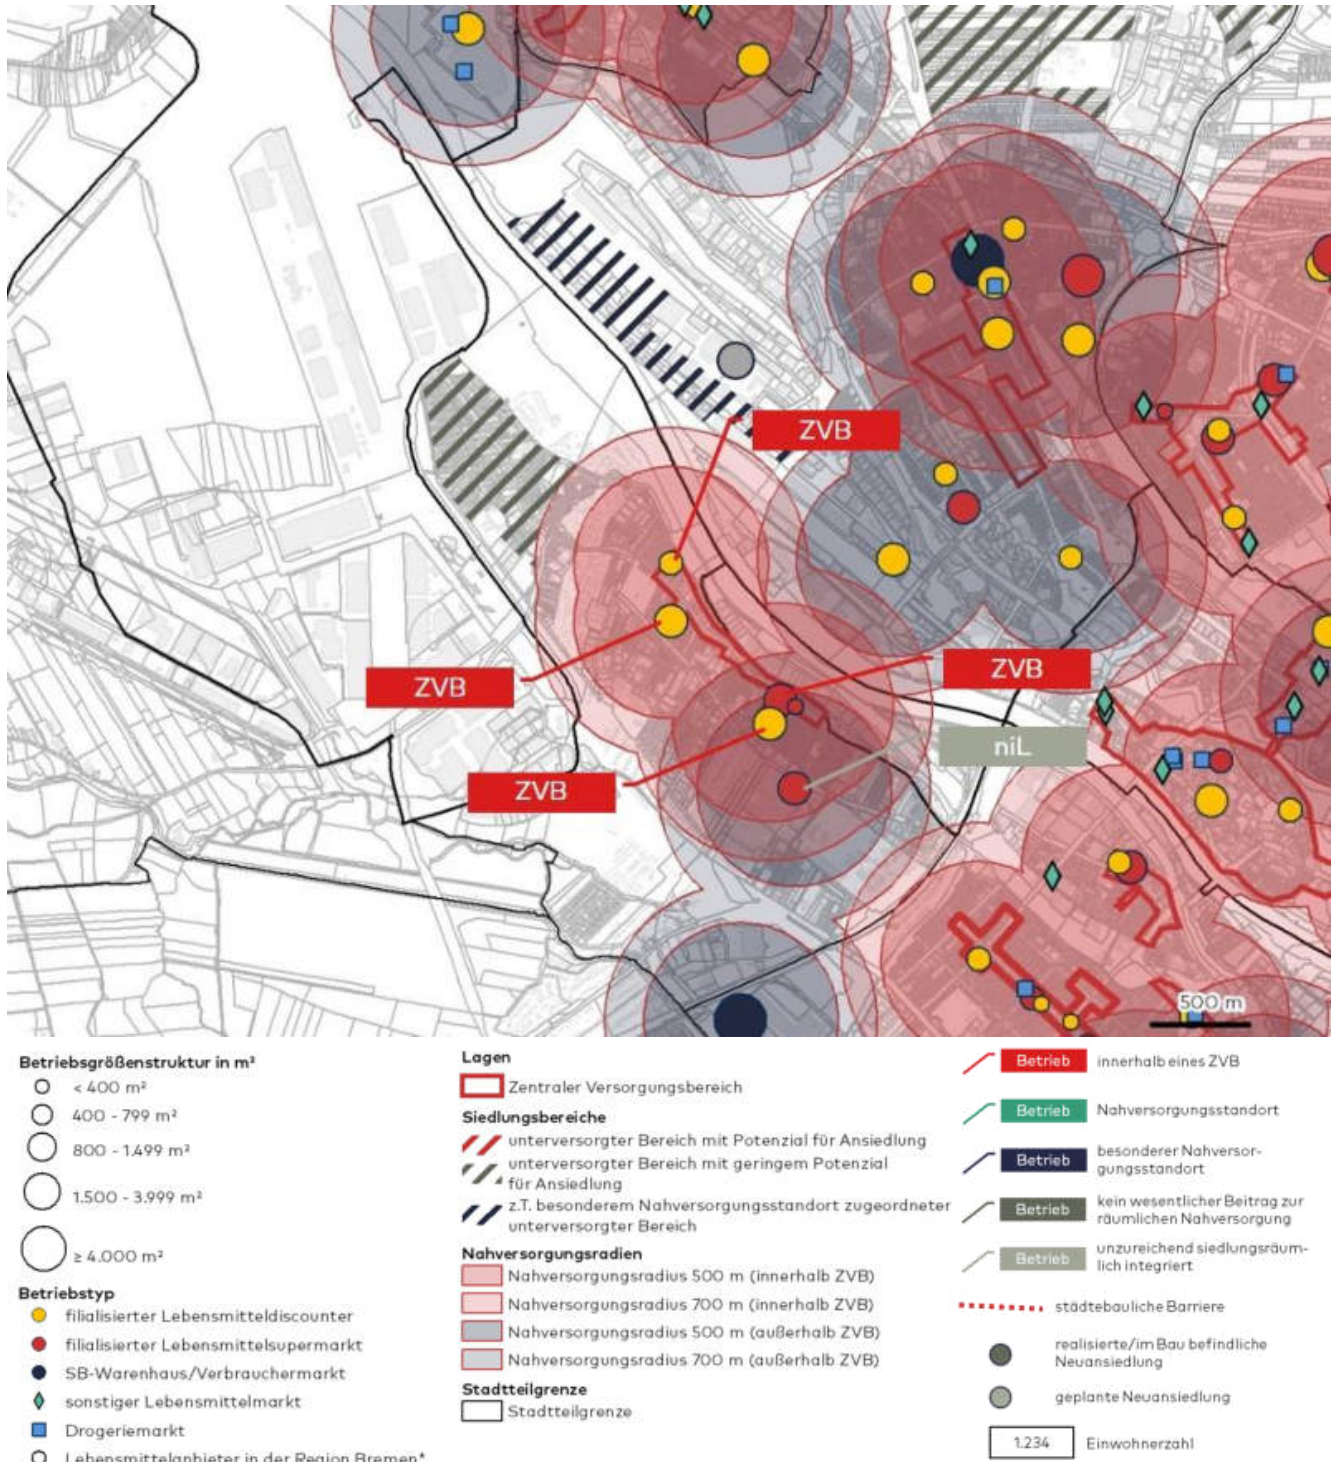 ZVB
ZVB
ZVB
niL
ZVB
500 m
Betriebsgrößenstruktur in m²
< 400 m²
400 - 799 m²
800 - 1.499 m²
1.500 - 3.999 m²
≥ 4.000 m²
Betriebstyp
filialisierter Lebensmitteldiscounter
filialisierter Lebensmittelsupermarkt
SB-Warenhaus/Verbrauchermarkt
sonstiger Lebensmittelmarkt
Drogeriemarkt
Lebensmittelanbieter in der Region Bremen*
Lagen
Zentraler Versorgungsbereich
Siedlungsbereiche
unterversorgter Bereich mit Potenzial für Ansiedlung
unterversorgter Bereich mit geringem Potenzial
für Ansiedlung
z.T. besonderem Nahversorgungsstandort zugeordneter
unterversorgter Bereich
Nahversorgungsradien
Nahversorgungsradius 500 m (innerhalb ZVB)
Nahversorgungsradius 700 m (innerhalb ZVB)
Nahversorgungsradius 500 m (außerhalb ZVB)
Nahversorgungsradius 700 m (außerhalb ZVB)
Stadtteilgrenze
Stadtteilgrenze
Betrieb innerhalb eines ZVB
Betrieb Nahversorgungsstandort
Betrieb besonderer Nahversor-
gungsstandort
Betrieb kein wesentlicher Beitrag zur
räumlichen Nahversorgung
Betrieb unzureichend siedlungsräum-
lich integriert
städtebauliche Barriere
realisierte/im Bau befindliche
Neuansiedlung
geplante Neuansiedlung
1.234 Einwohnerzahl